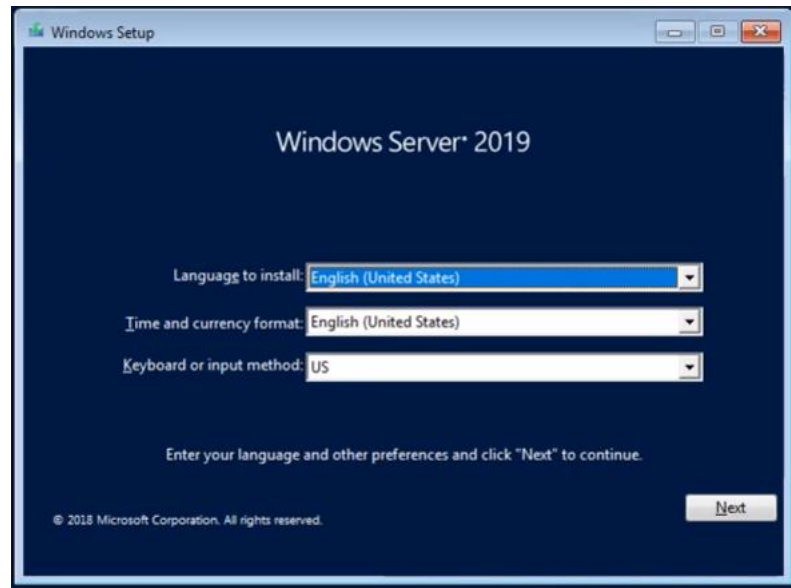 Windows Setup
Windows Server® 2019
Language to install: English (United States)
Time and currency format: English (United States)
Keyboard or input method: US
Enter your language and other preferences and click "Next" to continue.
Next
© 2018 Microsoft Corporation. All rights reserved.